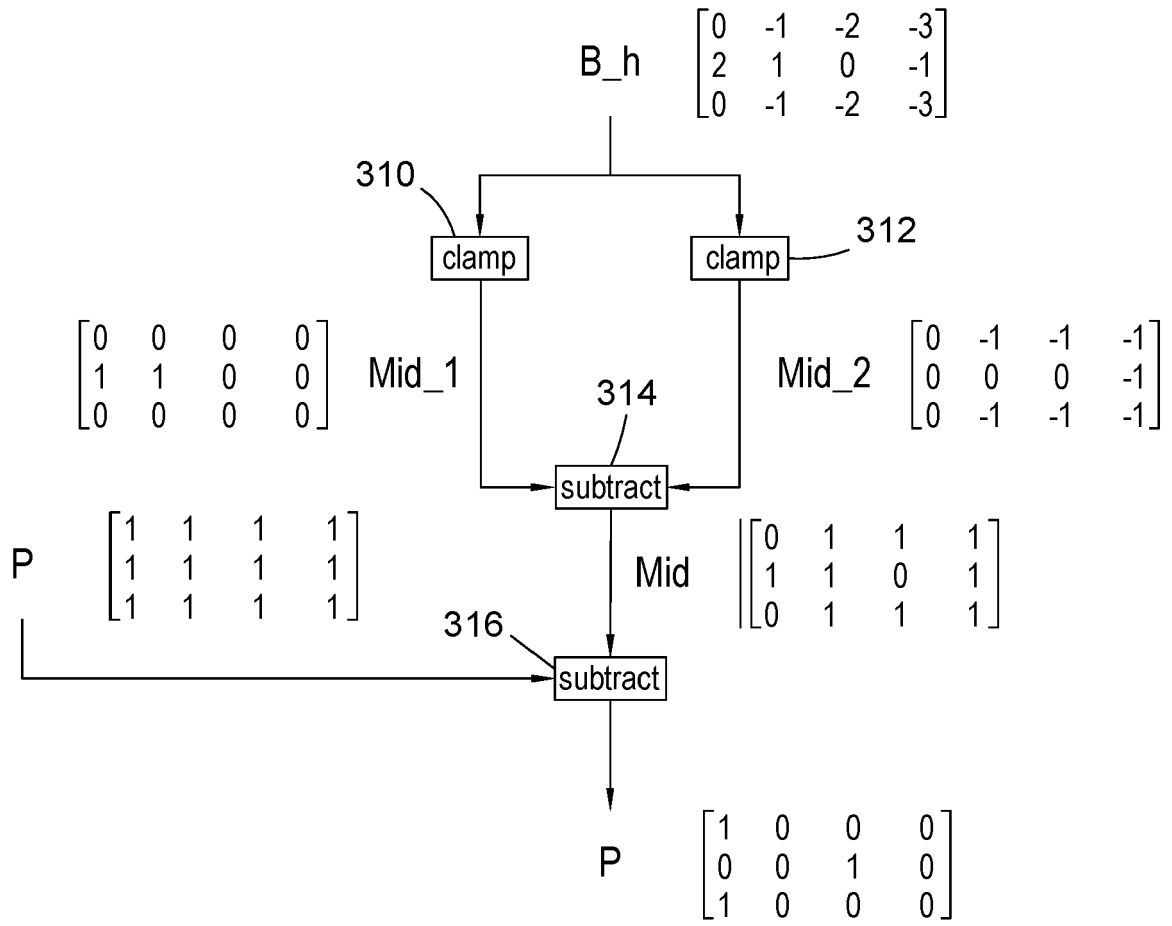 B_h
0 -1 -2 -3
2 1 0 -1
0 -1 -2 -3
310
312
clamp
clamp
0 0 0 0
1 1 0 0
0 0 0 0
Mid_1
Mid_2
0 -1 -1 -1
0 0 0 -1
0 -1 -1 -1
314
subtract
P
1 1 1 1
1 1 1 1
1 1 1 1
Mid
0 1 1 1
1 1 0 1
0 1 1 1
316
subtract
P
1 0 0 0
0 0 1 0
1 0 0 0